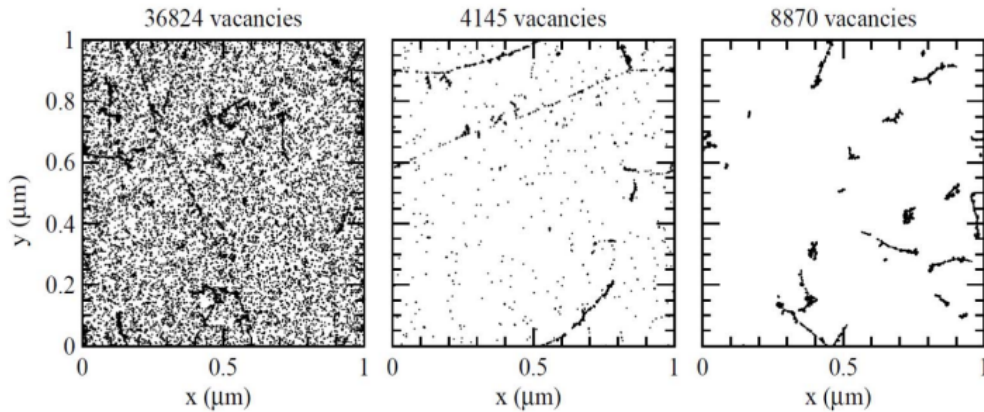 36824 vacancies 4145 vacancies 8870 vacancies
1
0.8
0.6
0.4
0.2
0
y (μm)
0 0.5 1 0 0.5 1 0 0.5 1
x (μm) x (μm) x (μm)